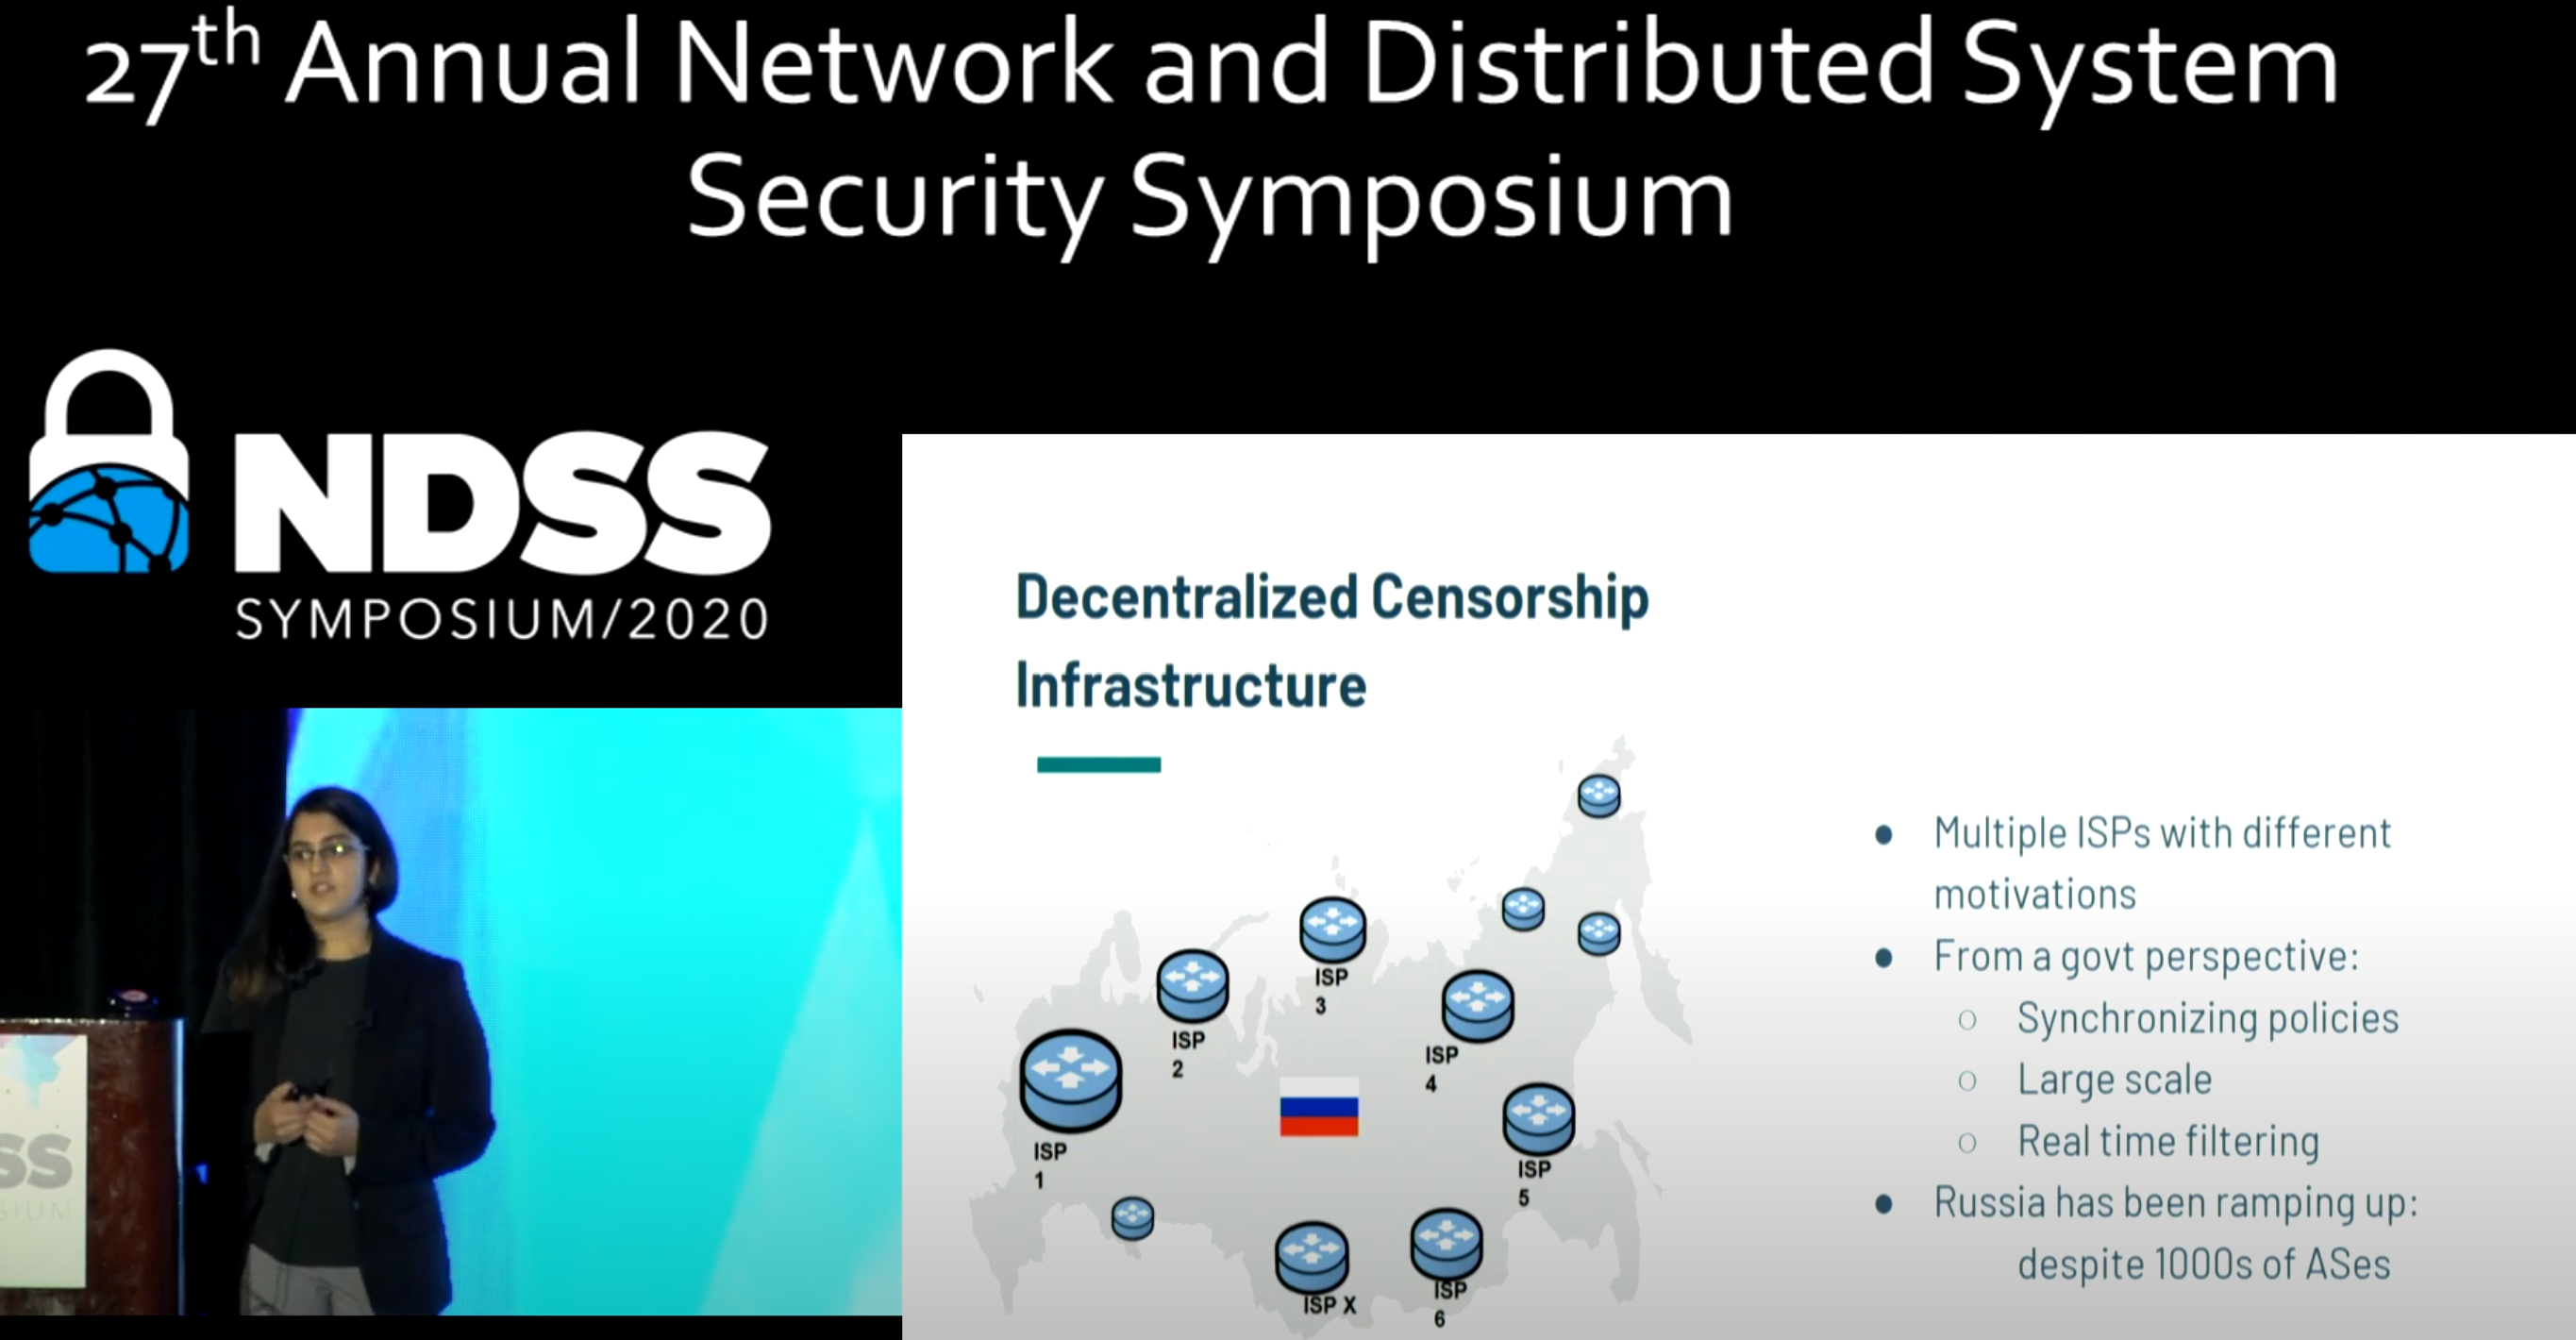 27th Annual Network and Distributed System
Security Symposium
NDSS
SYMPOSIUM/2020
SS
SIUM
Decentralized Censorship
Infrastructure
ISP
1
ISP
2
ISP
3
ISP
4
ISP
5
ISP
6
ISP X
● Multiple ISPs with different
motivations
● From a govt perspective:
○ Synchronizing policies
○ Large scale
○ Real time filtering
● Russia has been ramping up:
despite 1000s of ASes